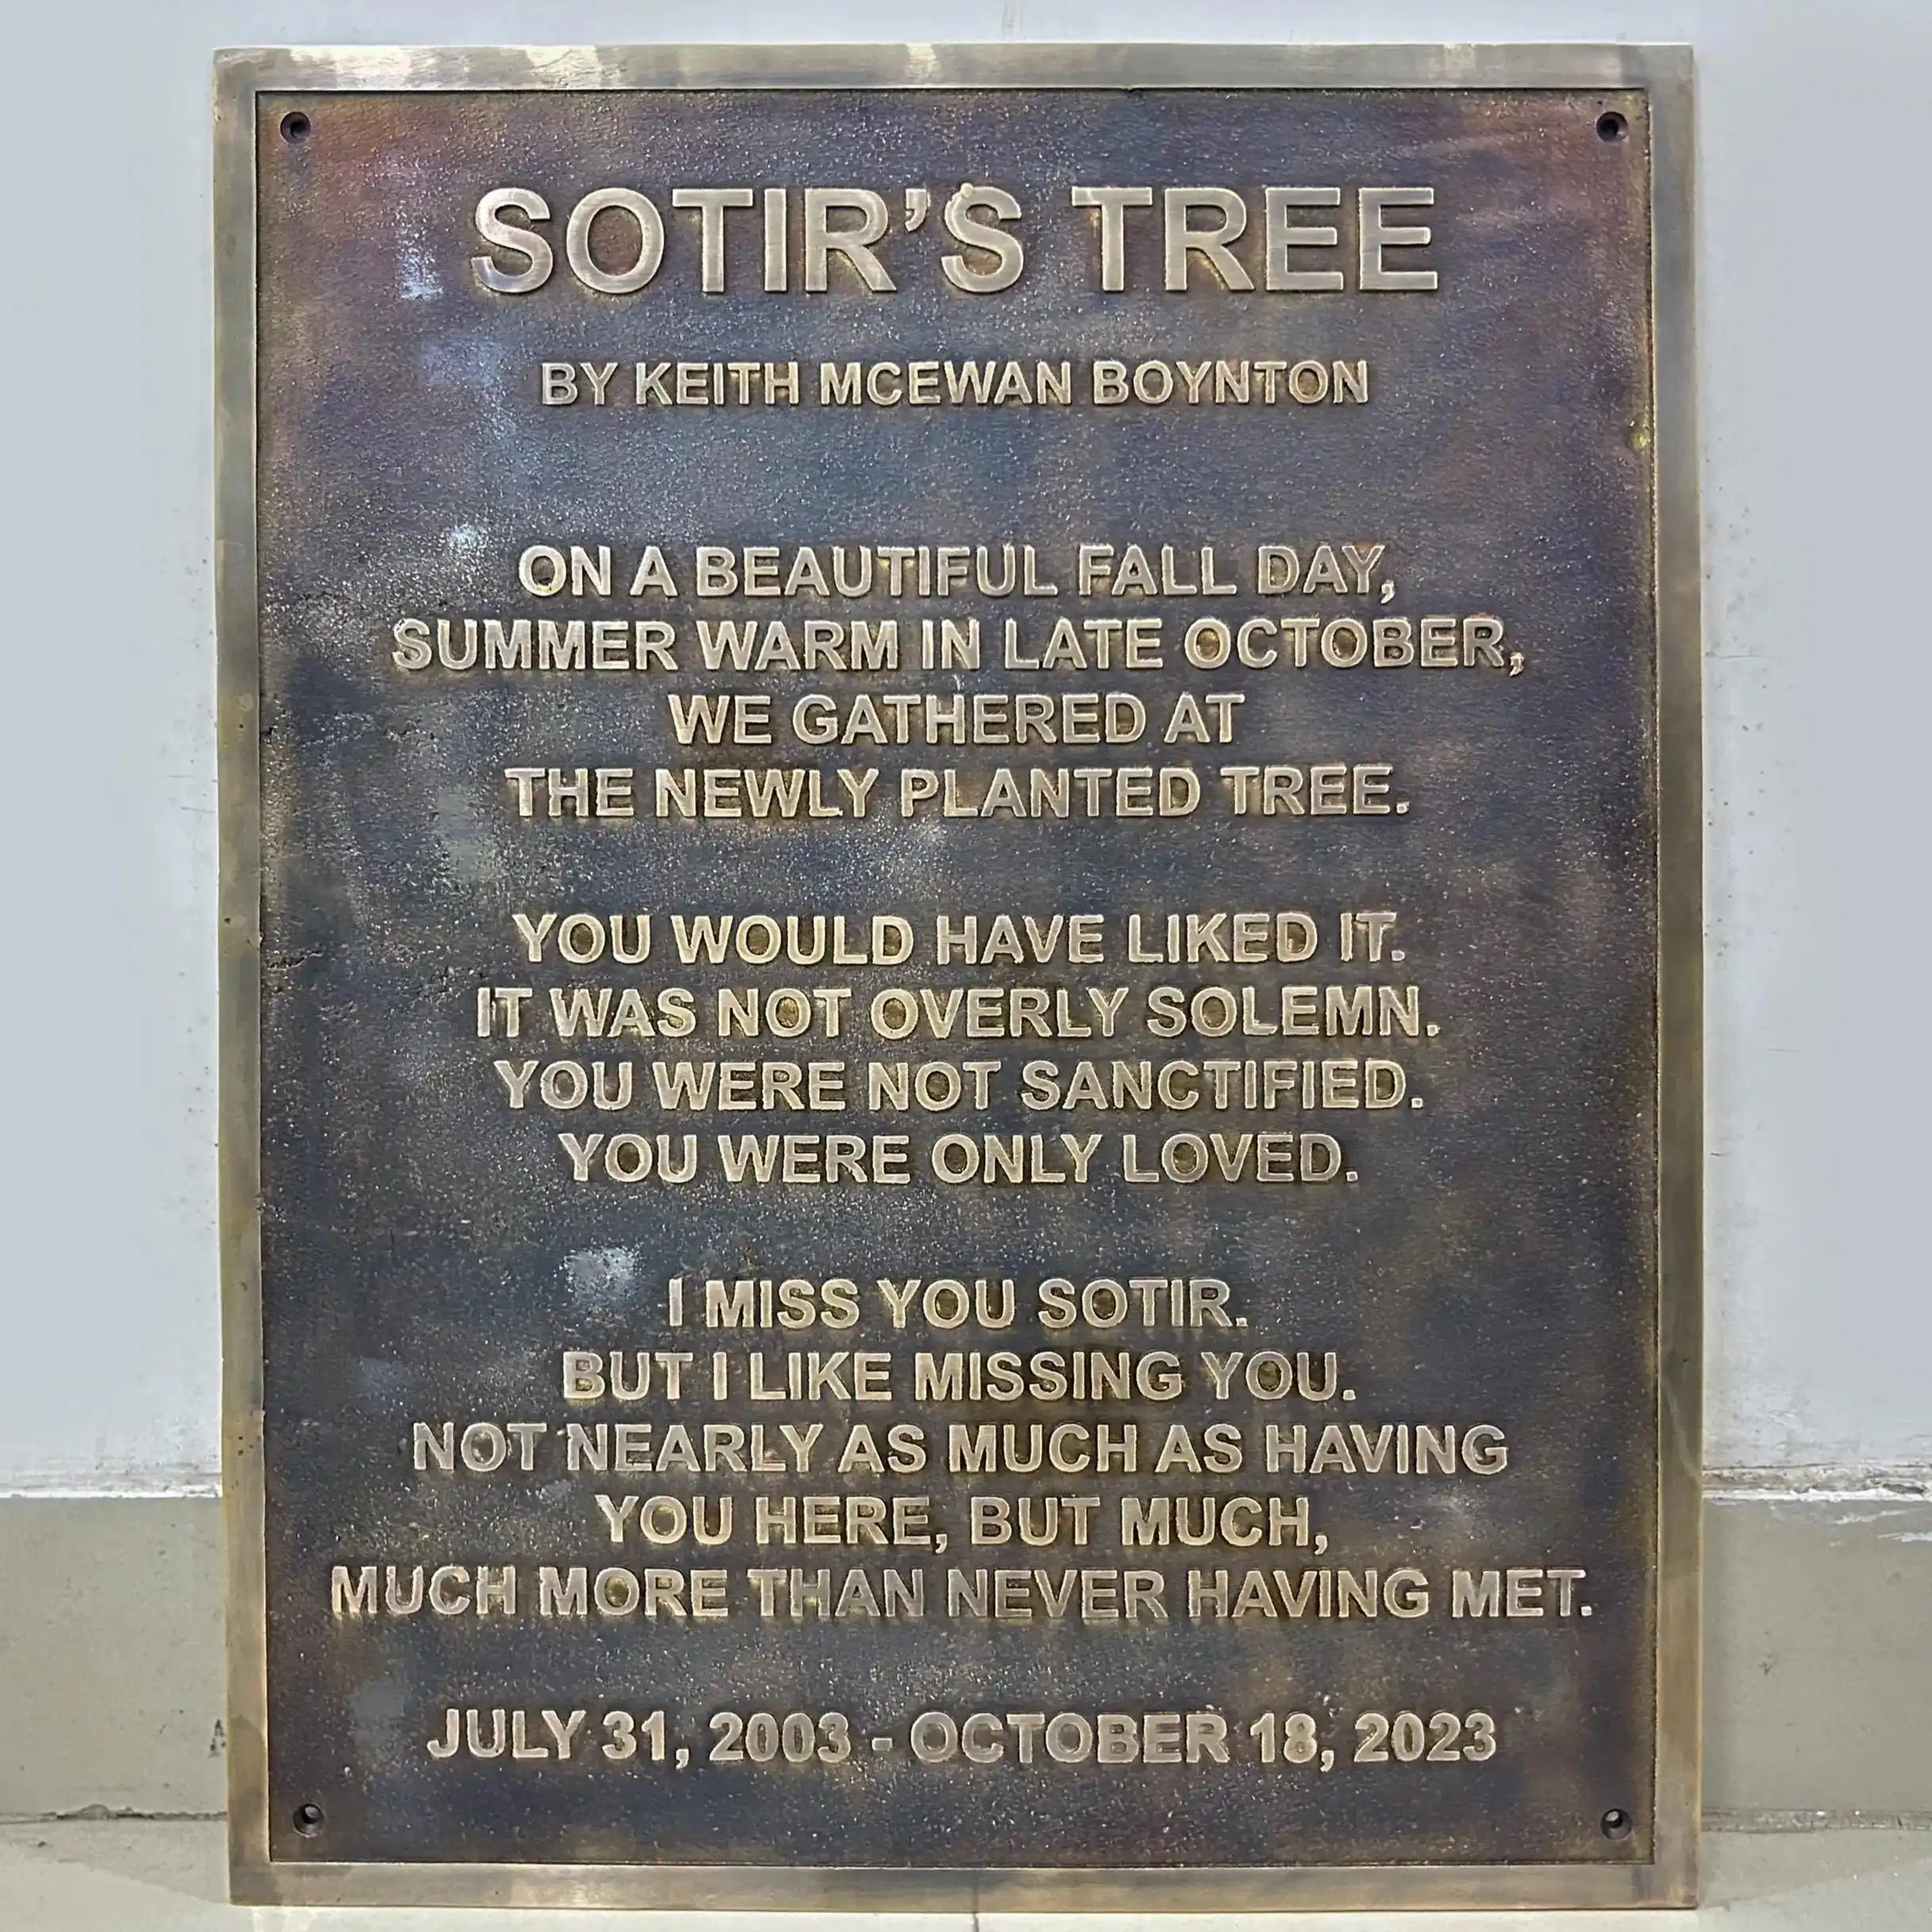 SOTIR'S TREE
BY KEITH MCEWAN BOYNTON
ON A BEAUTIFUL FALL DAY,
SUMMER WARM IN LATE OCTOBER,
WE GATHERED AT
THE NEWLY PLANTED TREE.
YOU WOULD HAVE LIKED IT.
IT WAS NOT OVERLY SOLEMN.
YOU WERE NOT SANCTIFIED.
YOU WERE ONLY LOVED.
I MISS YOU SOTIR.
BUT I LIKE MISSING YOU.
NOT NEARLY AS MUCH AS HAVING
YOU HERE, BUT MUCH,
MUCH MORE THAN NEVER HAVING MET.
JULY 31, 2003 - OCTOBER 18, 2023